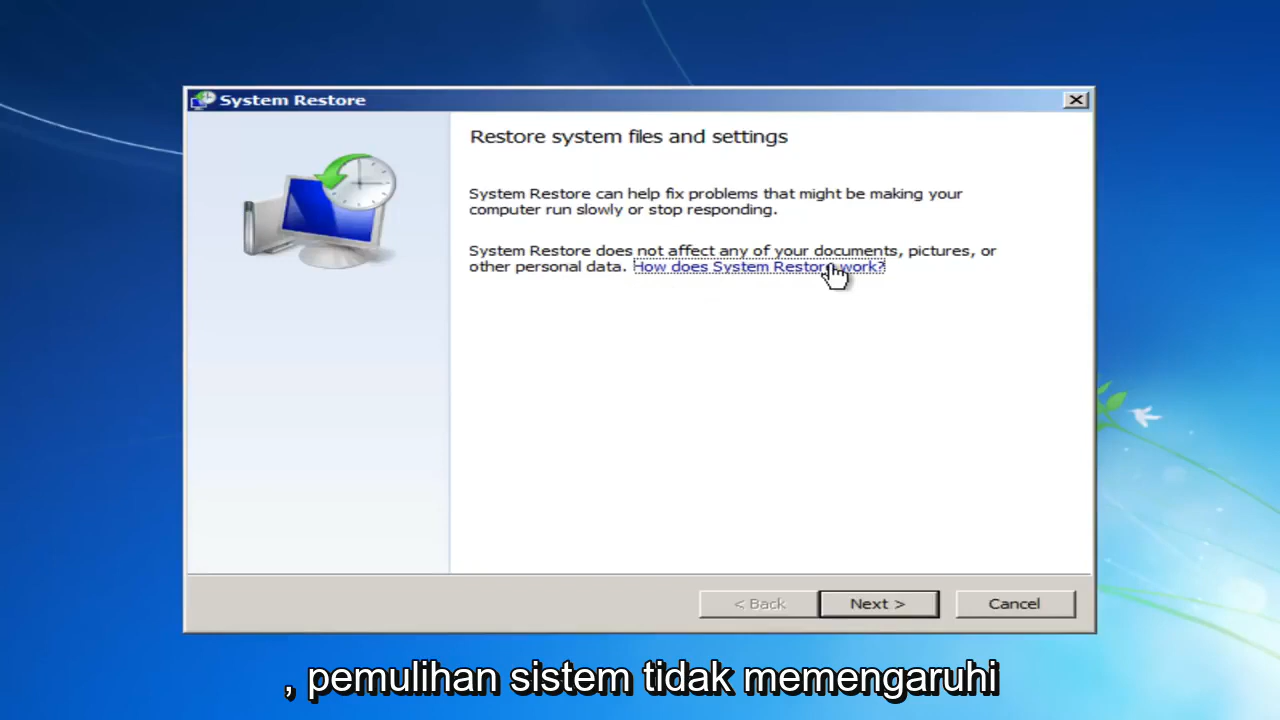 System Restore
Restore system files and settings
System Restore can help fix problems that might be making your
computer run slowly or stop responding.
System Restore does not affect any of your documents, pictures, or
other personal data. How does System Restore work?
< Back Next > Cancel
, pemulihan sistem tidak memengaruhi